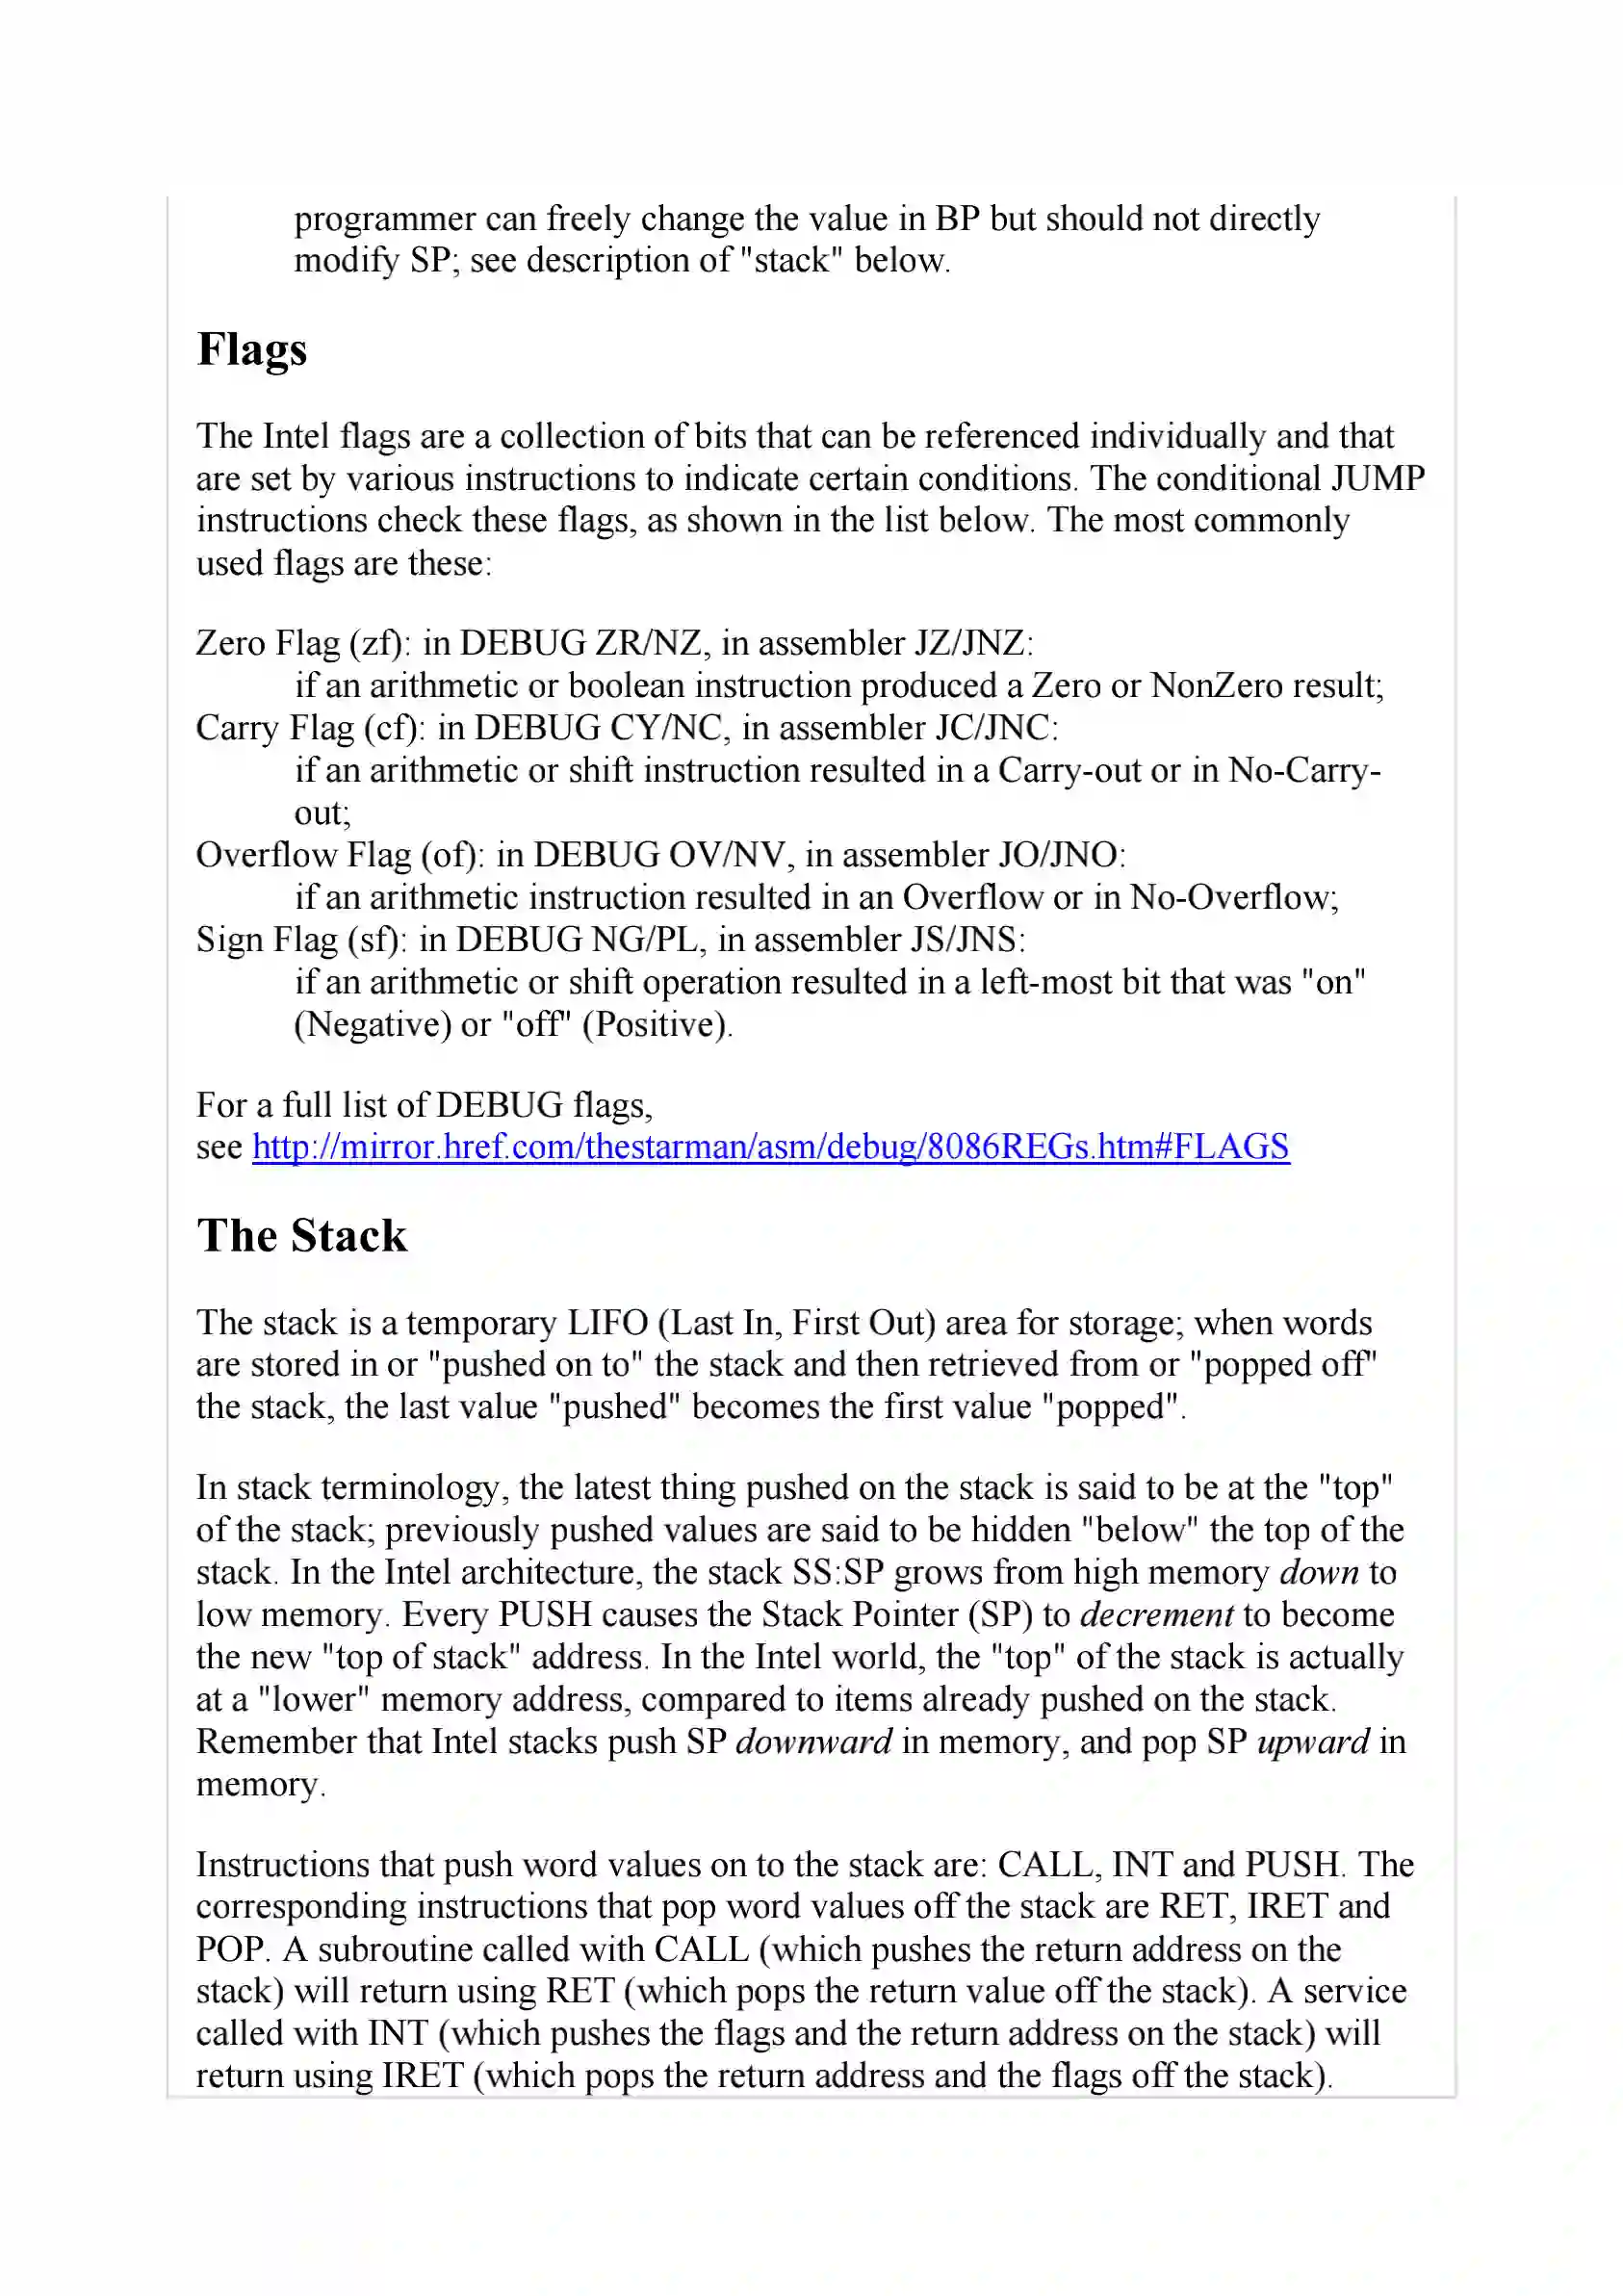 programmer can freely change the value in BP but should not directly
modify SP; see description of "stack" below.
Flags
The Intel flags are a collection of bits that can be referenced individually and that
are set by various instructions to indicate certain conditions. The conditional JUMP
instructions check these flags, as shown in the list below. The most commonly
used flags are these:
Zero Flag (zf): in DEBUG ZR/NZ, in assembler JZ/JNZ:
if an arithmetic or boolean instruction produced a Zero or NonZero result;
Carry Flag (cf): in DEBUG CY/NC, in assembler JC/JNC:
if an arithmetic or shift instruction resulted in a Carry-out or in No-Carry-
out;
Overflow Flag (of): in DEBUG OV/NV, in assembler JO/JNO:
if an arithmetic instruction resulted in an Overflow or in No-Overflow;
Sign Flag (sf): in DEBUG NG/PL, in assembler JS/JNS:
if an arithmetic or shift operation resulted in a left-most bit that was "on"
(Negative) or "off" (Positive).
For a full list of DEBUG flags,
see http://mirror.href.com/thestarman/asm/debug/8086REGs.htm#FLAGS
The Stack
The stack is a temporary LIFO (Last In, First Out) area for storage; when words
are stored in or "pushed on to" the stack and then retrieved from or "popped off"
the stack, the last value "pushed" becomes the first value "popped".
In stack terminology, the latest thing pushed on the stack is said to be at the "top"
of the stack; previously pushed values are said to be hidden "below" the top of the
stack. In the Intel architecture, the stack SS:SP grows from high memory down to
low memory. Every PUSH causes the Stack Pointer (SP) to decrement to become
the new "top of stack" address. In the Intel world, the "top" of the stack is actually
at a "lower" memory address, compared to items already pushed on the stack.
Remember that Intel stacks push SP downward in memory, and pop SP upward in
memory.
Instructions that push word values on to the stack are: CALL, INT and PUSH. The
corresponding instructions that pop word values off the stack are RET, IRET and
POP. A subroutine called with CALL (which pushes the return address on the
stack) will return using RET (which pops the return value off the stack). A service
called with INT (which pushes the flags and the return address on the stack) will
return using IRET (which pops the return address and the flags off the stack).